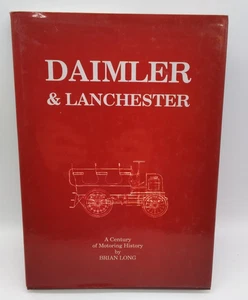 DAIMLER
& LANCHESTER
A Century
of Motoring History
by
BRIAN LONG